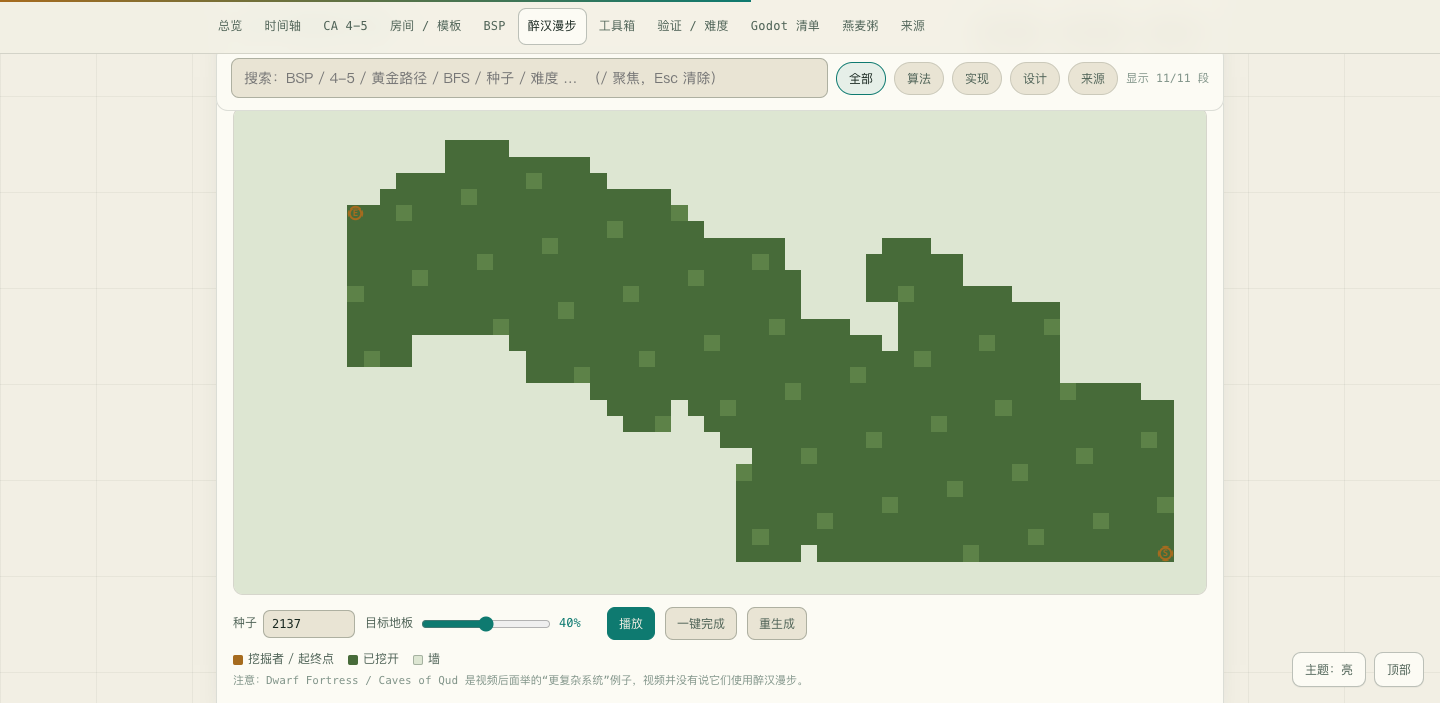 总览 时间轴 CA 4–5 房间 / 模板 BSP 醉汉漫步 工具箱 验证 / 难度 Godot 清单 燕麦粥 来源
搜索: BSP / 4–5 / 黄金路径 / BFS / 种子 / 难度 … (/ 聚焦, Esc 清除) 全部 算法 实现 设计 来源 显示 11/11 段
E
S
种子 2137 目标地板 40% 播放 一键完成 重生成
挖掘者 / 起终点 已挖开 墙
注意: Dwarf Fortress / Caves of Qud 是视频后面举的“更复杂系统”例子, 视频并没有说它们使用醉汉漫步。
主题: 亮 顶部